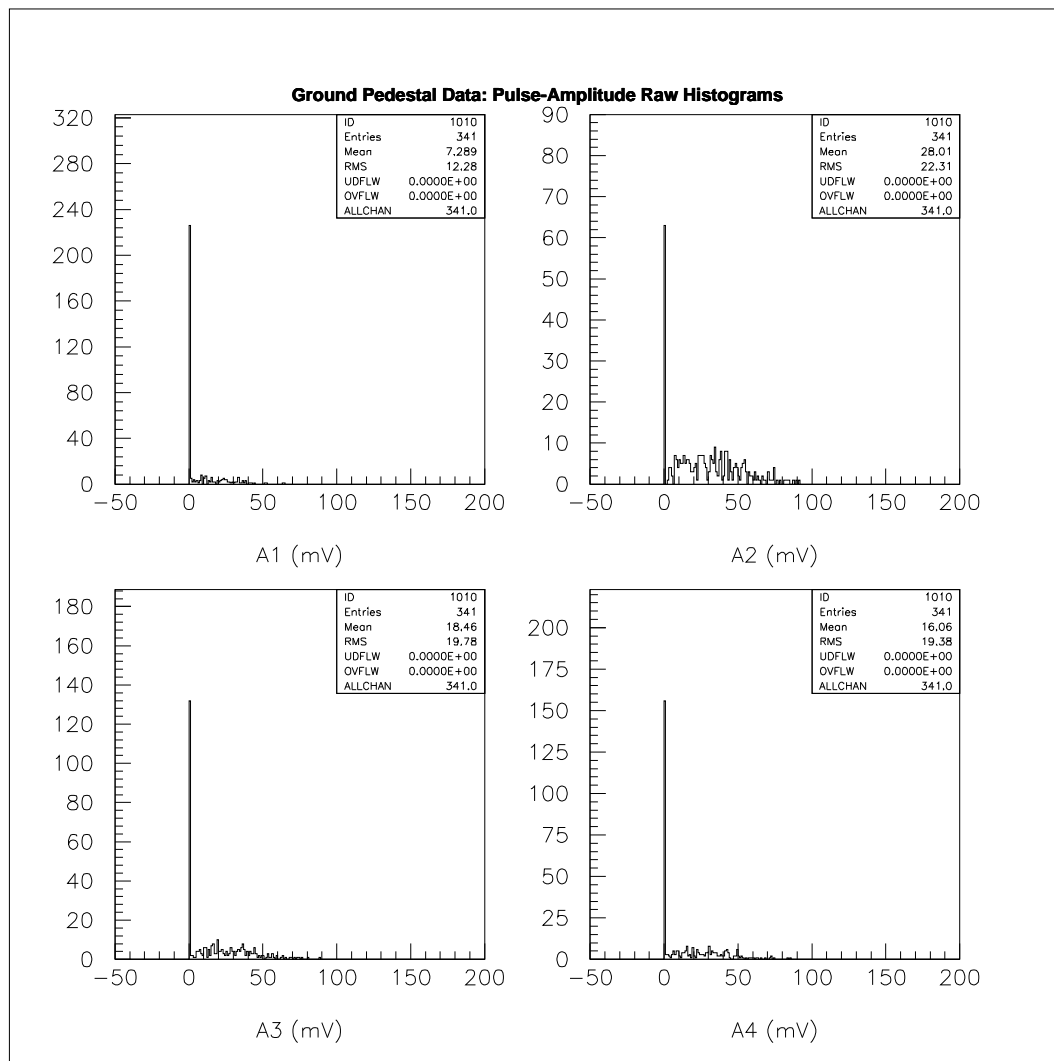 Ground Pedestal Data: Pulse-Amplitude Raw Histograms
320
280
240
200
160
120
80
40
0
-50 0 50 100 150 200
A1 (mV)
ID 1010
Entries 341
Mean 7.289
RMS 12.28
UDFLW 0.0000E+00
OVFLW 0.0000E+00
ALLCHAN 341.0
90
80
70
60
50
40
30
20
10
0
-50 0 50 100 150 200
A2 (mV)
ID 1010
Entries 341
Mean 28.01
RMS 22.31
UDFLW 0.0000E+00
OVFLW 0.0000E+00
ALLCHAN 341.0
180
160
140
120
100
80
60
40
20
0
-50 0 50 100 150 200
A3 (mV)
ID 1010
Entries 341
Mean 18.46
RMS 19.78
UDFLW 0.0000E+00
OVFLW 0.0000E+00
ALLCHAN 341.0
200
175
150
125
100
75
50
25
0
-50 0 50 100 150 200
A4 (mV)
ID 1010
Entries 341
Mean 16.06
RMS 19.38
UDFLW 0.0000E+00
OVFLW 0.0000E+00
ALLCHAN 341.0